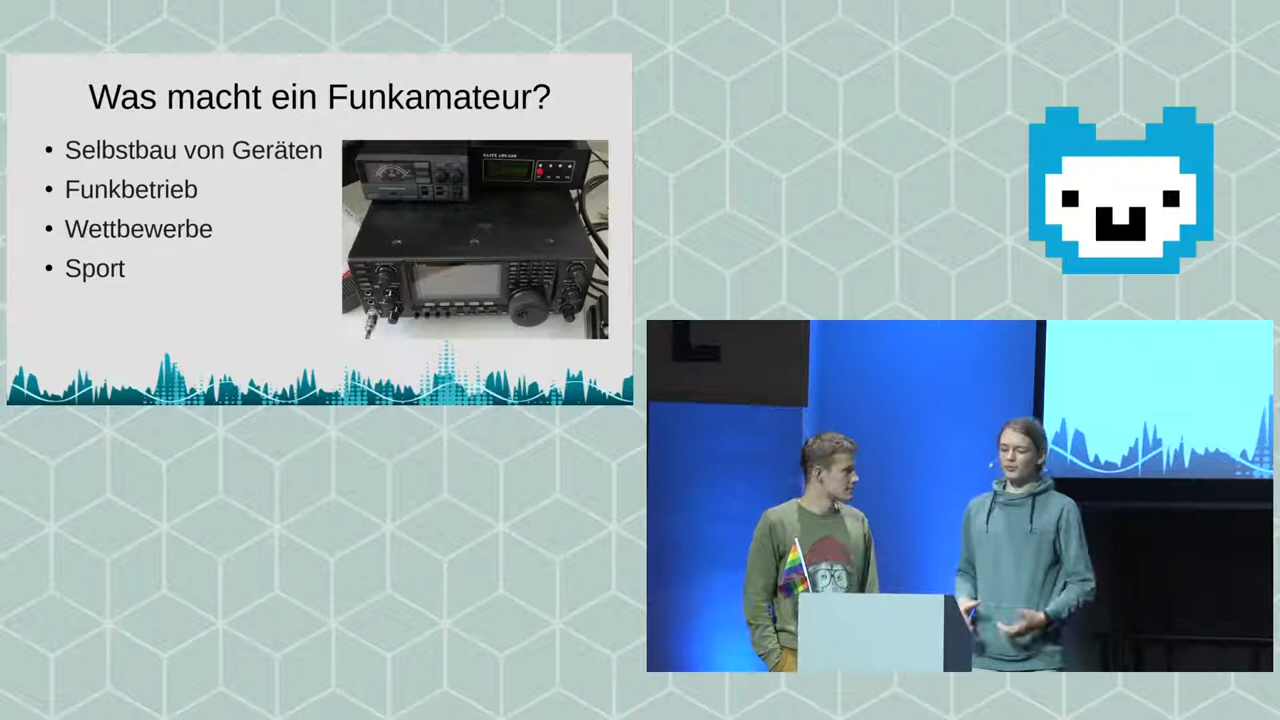 Was macht ein Funkamateur?
• Selbstbau von Geräten
• Funkbetrieb
• Wettbewerbe
• Sport